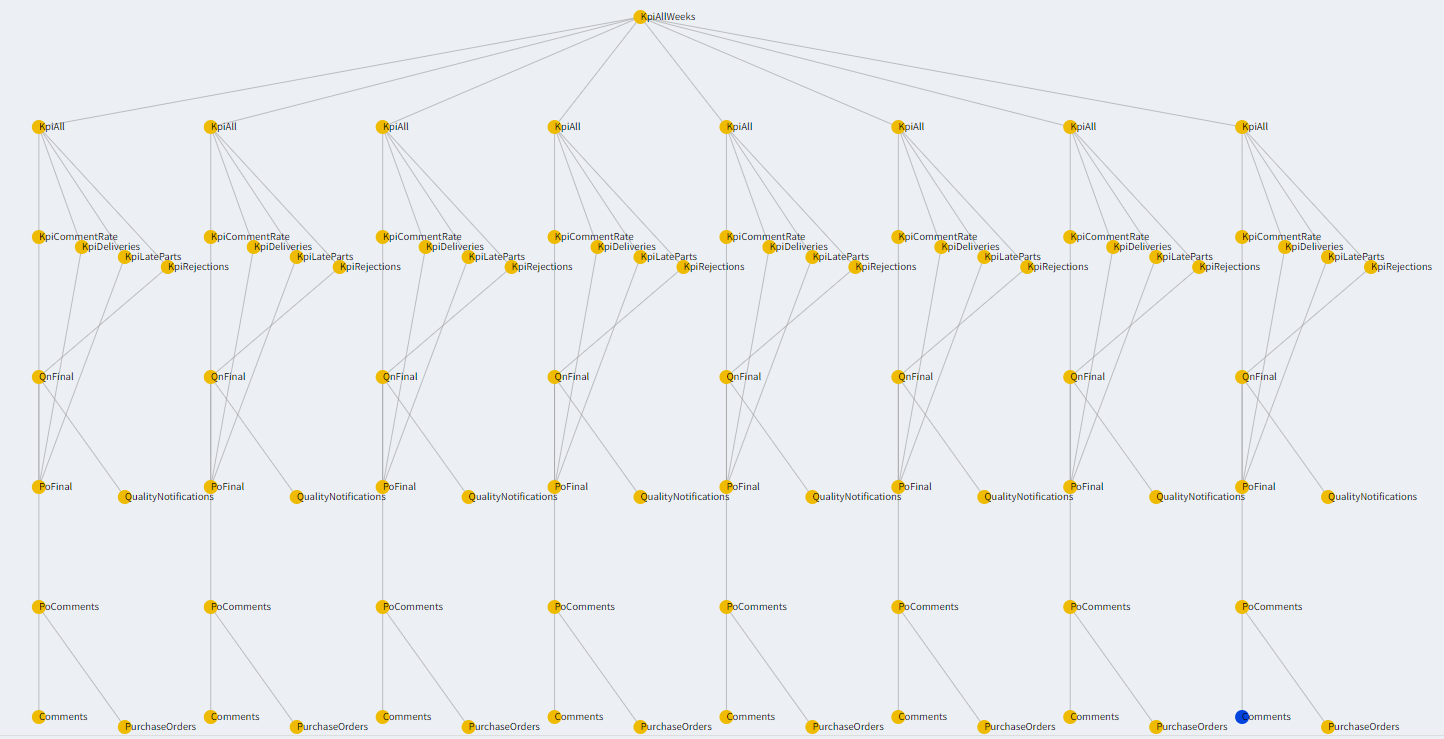 KpiAllWeeks
KpiAll KpiAll KpiAll KpiAll KpiAll KpiAll KpiAll KpiAll
KpiCommentRate KpiCommentRate KpiCommentRate KpiCommentRate KpiCommentRate KpiCommentRate KpiCommentRate KpiCommentRate
KpiDeliveries KpiDeliveries KpiDeliveries KpiDeliveries KpiDeliveries KpiDeliveries KpiDeliveries KpiDeliveries
KpiLateParts KpiLateParts KpiLateParts KpiLateParts KpiLateParts KpiLateParts KpiLateParts KpiLateParts
KpiRejections KpiRejections KpiRejections KpiRejections KpiRejections KpiRejections KpiRejections KpiRejections
QnFinal QnFinal QnFinal QnFinal QnFinal QnFinal QnFinal QnFinal
PoFinal PoFinal PoFinal PoFinal PoFinal PoFinal PoFinal PoFinal
QualityNotifications QualityNotifications QualityNotifications QualityNotifications QualityNotifications QualityNotifications QualityNotifications QualityNotifications
PoComments PoComments PoComments PoComments PoComments PoComments PoComments PoComments
Comments Comments Comments Comments Comments Comments Comments Comments
PurchaseOrders PurchaseOrders PurchaseOrders PurchaseOrders PurchaseOrders PurchaseOrders PurchaseOrders PurchaseOrders